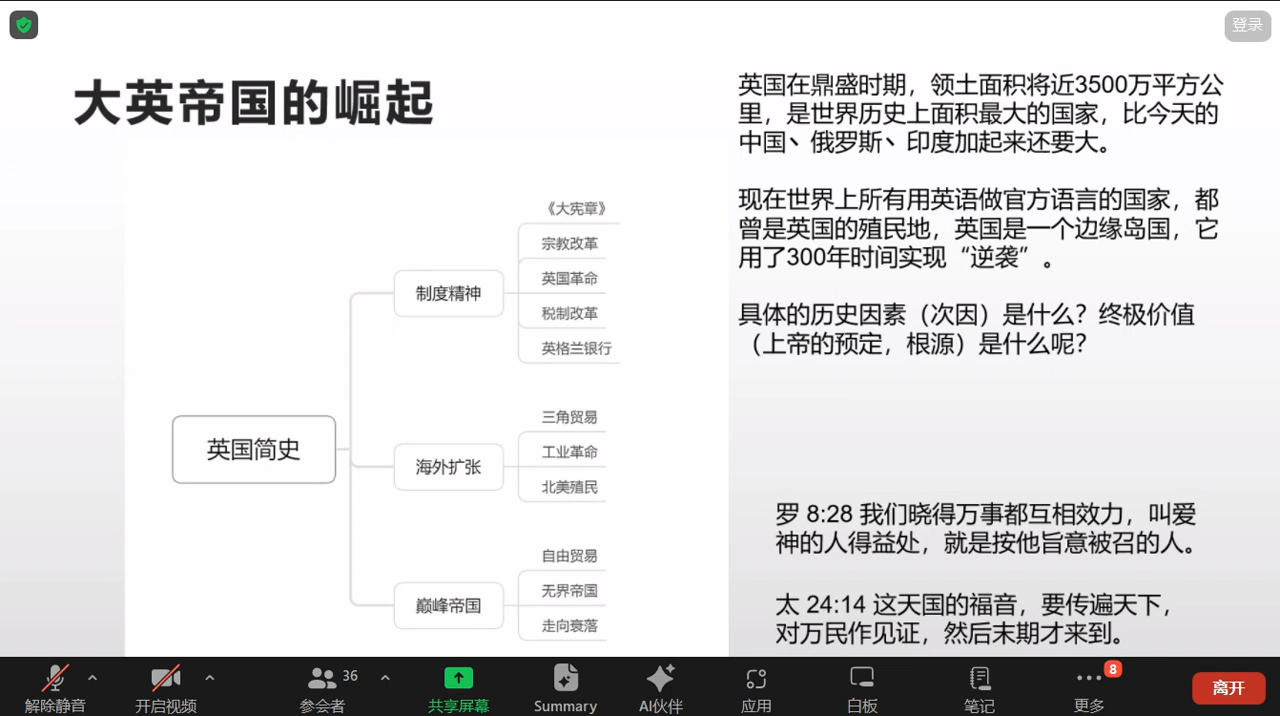 登录
大英帝国的崛起
英国在鼎盛时期，领土面积将近3500万平方公
里，是世界历史上面积最大的国家，比今天的
中国、俄罗斯、印度加起来还要大。
现在世界上所有用英语做官方语言的国家，都
曾是英国的殖民地，英国是一个边缘岛国，它
用了300年时间实现“逆袭”。
具体的历史因素（次因）是什么？终极价值
（上帝的预定，根源）是什么呢？
英国简史
制度精神
《大宪章》
宗教改革
英国革命
税制改革
英格兰银行
海外扩张
三角贸易
工业革命
北美殖民
巅峰帝国
自由贸易
无界帝国
走向衰落
罗 8:28 我们晓得万事都互相效力，叫爱
神的人得益处，就是按他旨意被召的人。
太 24:14 这天国的福音，要传遍天下，
对万民作见证，然后末期才来到。
解除静音
开启视频
36
参会者
共享屏幕
Summary
AI伙伴
应用
白板
笔记
8
更多
离开